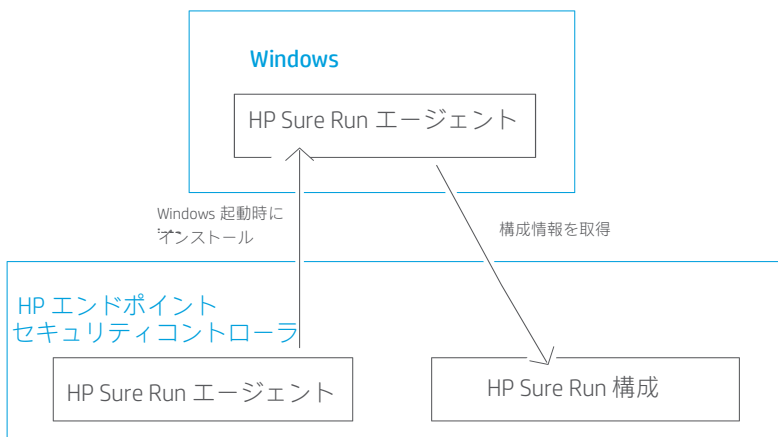 Windows
HP Sure Run エージェント
Windows 起動時に
インストール
構成情報を取得
HP エンドポイント
セキュリティコントローラ
HP Sure Run エージェント
HP Sure Run 構成